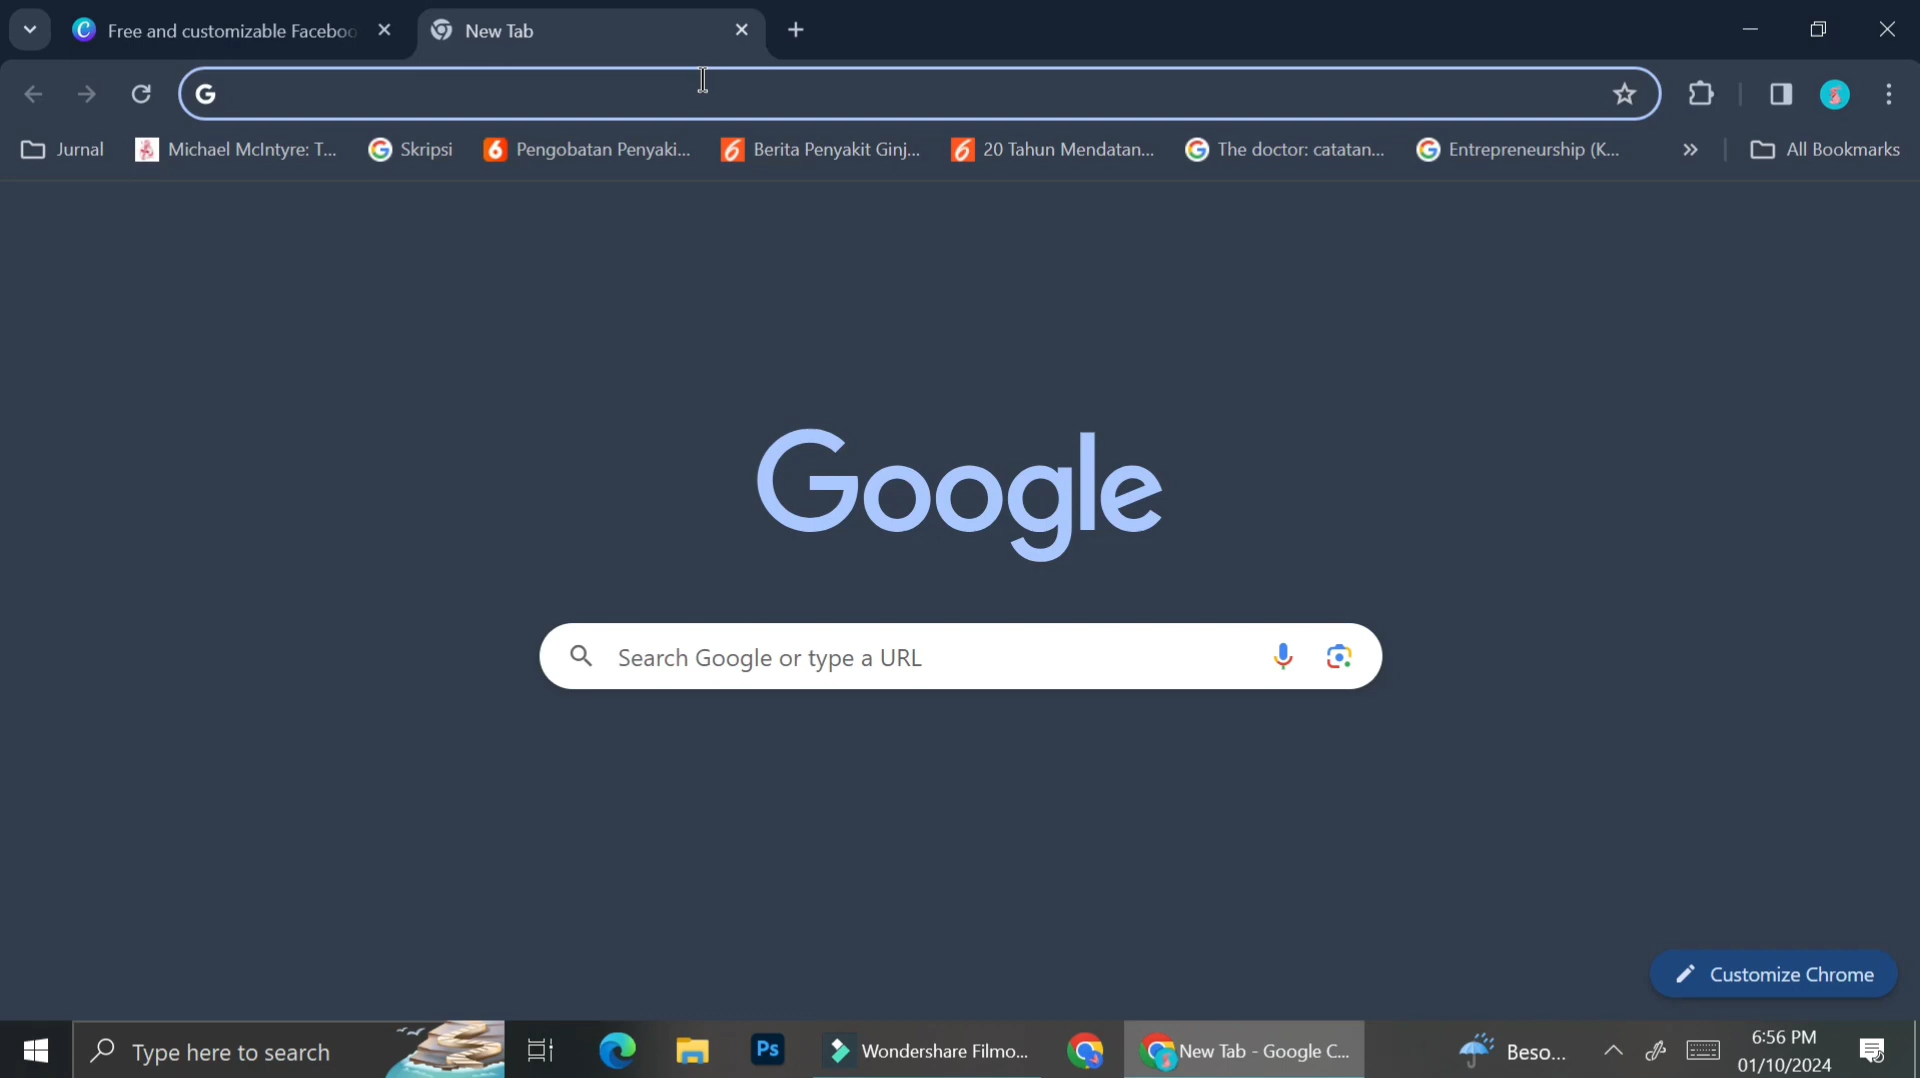 Free and customizable Faceboo
New Tab
Jurnal
Michael McIntyre: T...
Skripsi
Pengobatan Penyaki...
Berita Penyakit Ginj...
20 Tahun Mendatan...
The doctor: catatan...
Entrepreneurship (K...
»
All Bookmarks
Google
Search Google or type a URL
Customize Chrome
Type here to search
Ps
Wondershare Filmo...
New Tab - Google C...
Beso...
6:56 PM
01/10/2024